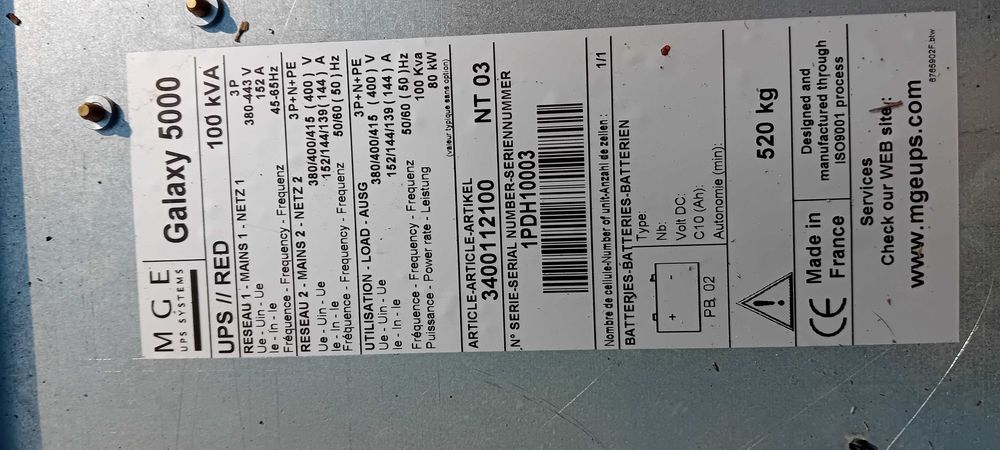 MGE
UPS SYSTEMS
Galaxy 5000
UPS // RED 100 kVA
RESEAU 1 - MAINS 1 - NETZ 1 3P
Ue - Uin - Ue 380-443 V
Ie - In - Ie 152 A
Fréquence - Frequency - Frequenz 45-65Hz
RESEAU 2 - MAINS 2 - NETZ 2 3P+N+PE
Ue - Uin - Ue 380/400/415 ( 400 ) V
Ie - In - Ie 152/144/139 ( 144 ) A
Fréquence - Frequency - Frequenz 50/60 ( 50 ) Hz
UTILISATION - LOAD - AUSG 3P+N+PE
Ue - Uin - Ue 380/400/415 ( 400 ) V
Ie - In - Ie 152/144/139 ( 144 ) A
Fréquence - Frequency - Frequenz 50/60 ( 50 ) Hz
Puissance - Power rate - Leistung 100 Kva
80 kW
(valeur typique sans option)
ARTICLE-ARTICLE-ARTIKEL
3400112100 NT 03
N° SERIE-SERIAL NUMBER-SERIENNUMMER
1PDH10003
Nombre de cellule-Number of unit-Anzahl de zellen : 1/1
BATTERIES-BATTERIES-BATTERIEN
Type:
Nb:
Volt DC:
C10 (Ah):
Autonomie (min):
+ -
PB, 02
520 kg
CE Made in France
Designed and
manufactured through
ISO9001 process
Services
Check our WEB site :
www.mgeups.com
6785902F.btw